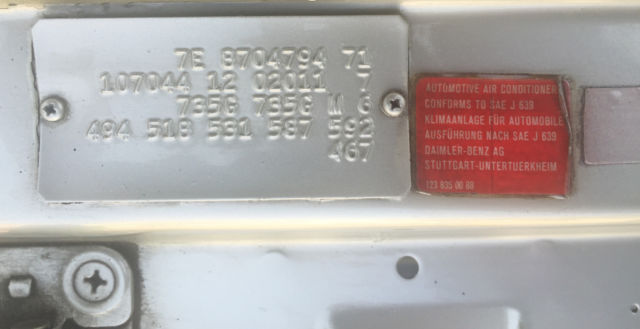 7E 8704794 71
107044 12 02011 7
735G 735G M G
494 518 531 587 592
467
AUTOMOTIVE AIR CONDITIONER
CONFORMS TO SAE J 639
KLIMAANLAGE FÜR AUTOMOBILE
AUSFÜHRUNG NACH SAE J 639
DAIMLER-BENZ AG
STUTTGART-UNTERTUERKHEIM
123 835 00 88